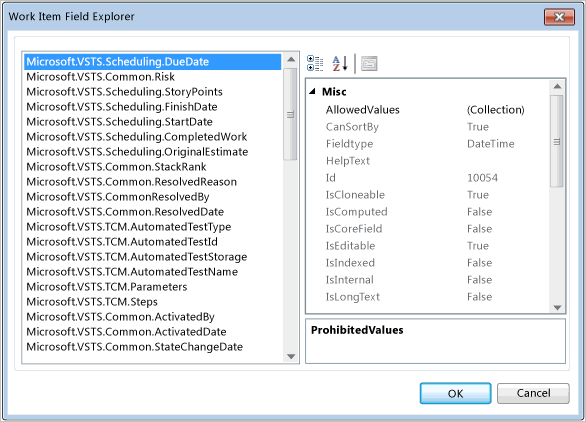 Work Item Field Explorer
Microsoft.VSTS.Scheduling.DueDate
Microsoft.VSTS.Common.Risk
Microsoft.VSTS.Scheduling.StoryPoints
Microsoft.VSTS.Scheduling.FinishDate
Microsoft.VSTS.Scheduling.StartDate
Microsoft.VSTS.Scheduling.CompletedWork
Microsoft.VSTS.Scheduling.OriginalEstimate
Microsoft.VSTS.Common.StackRank
Microsoft.VSTS.Common.ResolvedReason
Microsoft.VSTS.CommonResolvedBy
Microsoft.VSTS.Common.ResolvedDate
Microsoft.VSTS.TCM.AutomatedTestType
Microsoft.VSTS.TCM.AutomatedTestId
Microsoft.VSTS.TCM.AutomatedTestStorage
Microsoft.VSTS.TCM.AutomatedTestName
Microsoft.VSTS.TCM.Parameters
Microsoft.VSTS.TCM.Steps
Microsoft.VSTS.Common.ActivatedBy
Microsoft.VSTS.Common.ActivatedDate
Microsoft.VSTS.Common.StateChangeDate
A
Z
Misc
AllowedValues (Collection)
CanSortBy True
Fieldtype DateTime
HelpText
Id 10054
IsCloneable True
IsComputed False
IsCoreField False
IsEditable True
IsIndexed False
IsInternal False
IsLongText False
ProhibitedValues
OK Cancel